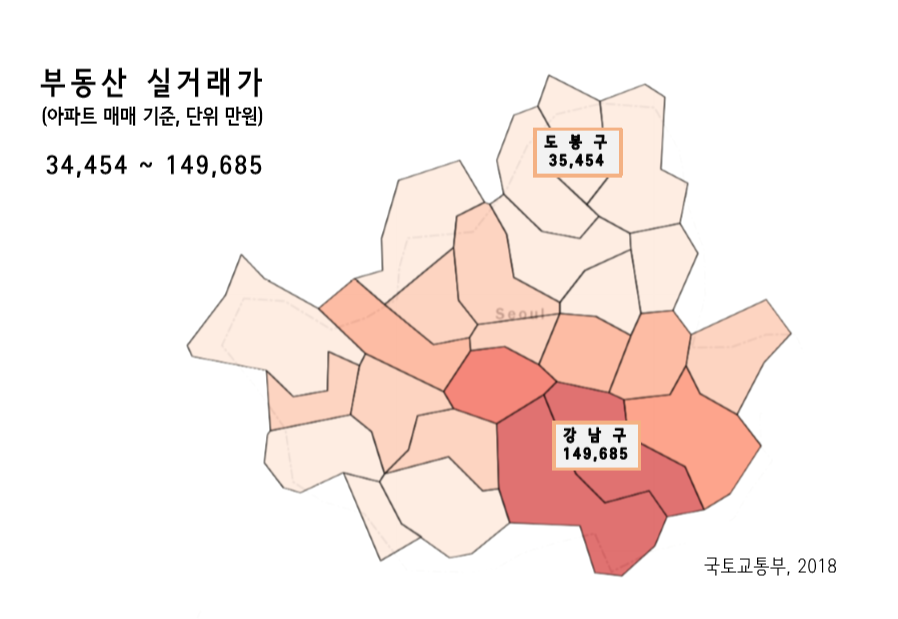 부동산 실거래가
(아파트 매매 기준, 단위 만원)
34,454 ~ 149,685
도 봉 구
35,454
Seoul
강 남 구
149,685
국토교통부, 2018